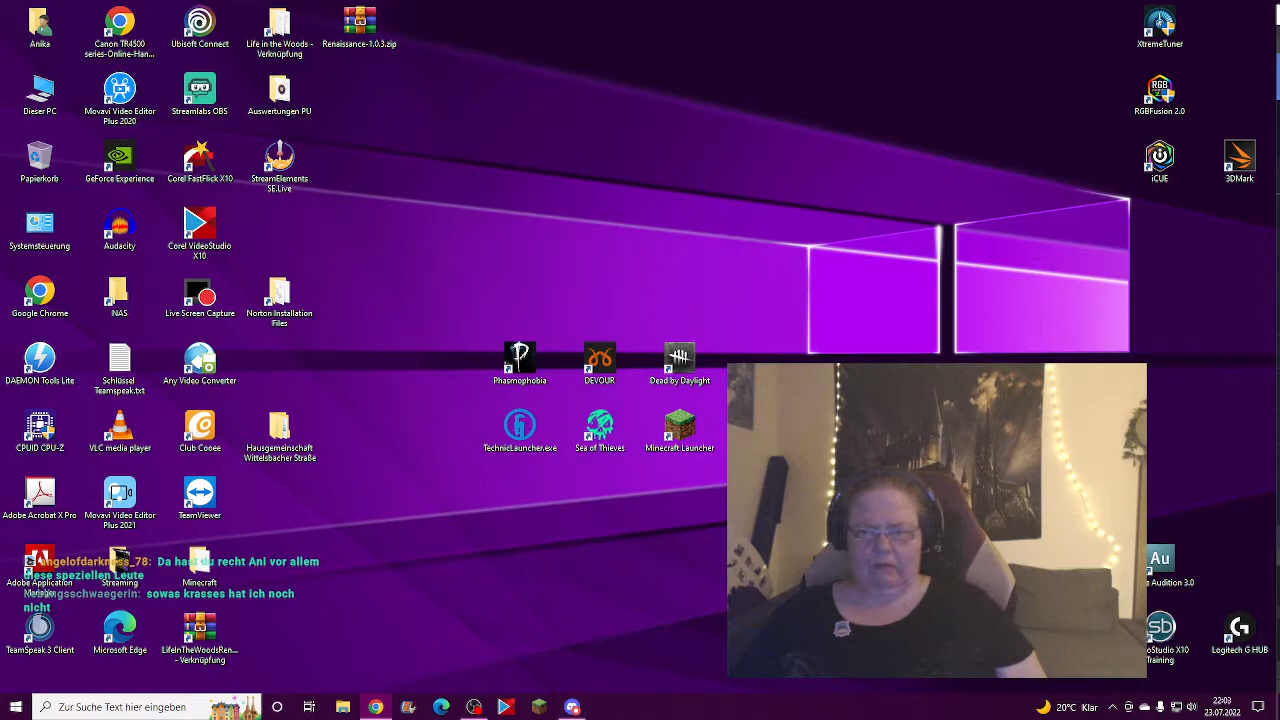 Anika
Canon TR4500
series-Online-Han...
Ubisoft Connect
Life in the Woods -
Verknüpfung
Renaissance-1.0.3.zip
XtremeTuner
Dieser PC
Movavi Video Editor
Plus 2020
Streamlabs OBS
Auswertungen PU
RGBFusion 2.0
Papierkorb
GeForce Experience
Corel FastFlick X10
StreamElements
SE.Live
iCUE
3DMark
Systemsteuerung
Audacity
Corel VideoStudio
X10
Google Chrome
NAS
Live Screen Capture
Norton Installation
Files
DAEMON Tools Lite
Schlüssel
Teamspeak.txt
Any Video Converter
Phasmophobia
DEVOUR
Dead by Daylight
CPUID CPU-Z
VLC media player
Club Cooee
Hausgemeinschaft
Wittelsbacher Straße
TechnicLauncher.exe
Sea of Thieves
Minecraft Launcher
Adobe Acrobat X Pro
Movavi Video Editor
Plus 2021
TeamViewer
angelofdarkness_78: Da hast du recht Ani vor allem
diese speziellen Leute
Adobe Application
Streaming
Minecraft
sowas krasses hat ich noch
nicht
Au
Audition 3.0
TeamSpeak 3 Client
Microsoft Edge
LifeInTheWoodsRen...
- Verknüpfung
Studio X10
Training
Logitech G HUB
Zur Suche Text hier eingeben
20°C Klar
22:03
23.07.2022